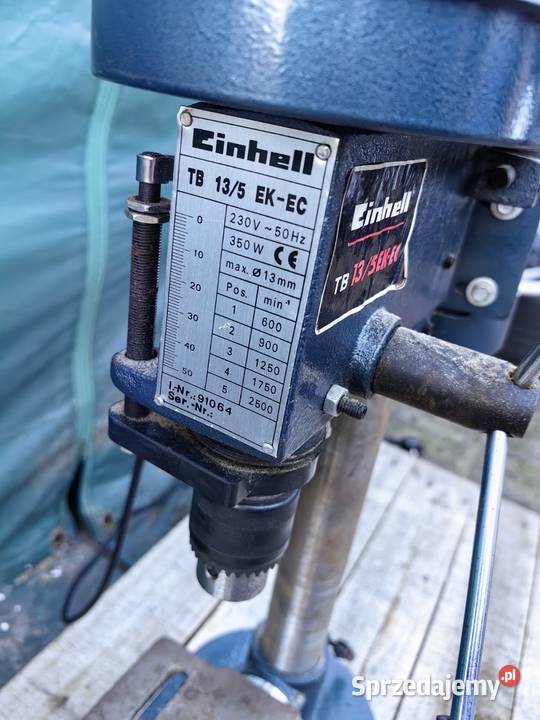 Einhell
TB 13/5 EK-EC
230V ~ 50Hz
350W CE
max. Ø 13mm
Pos. min⁻¹
1 600
2 900
3 1250
4 1750
5 2500
0
10
20
30
40
50
I.-Nr.: 91064
Ser.-Nr.:
Einhell
TB 13/5 EK-EC
Sprzedajemy.pl